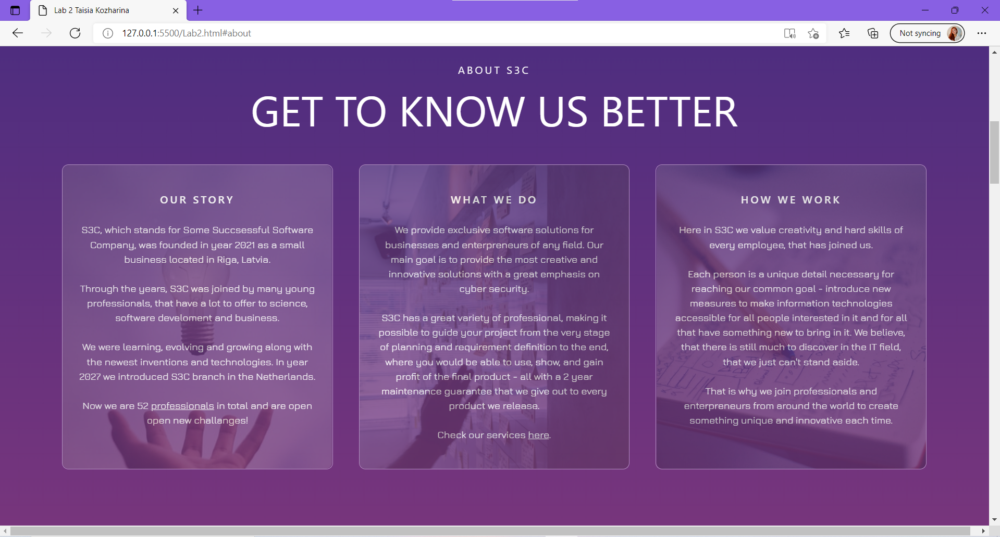 Lab 2 Taisia Kozharina
127.0.0.1:5500/Lab2.html#about
Not syncing
ABOUT S3C
GET TO KNOW US BETTER
OUR STORY
S3C, which stands for Some Succsessful Software
Company, was founded in year 2021 as a small
business located in Riga, Latvia.
Through the years, S3C was joined by many young
professionals, that have a lot to offer to science,
software develoment and business.
We were learning, evolving and growing along with
the newest inventions and technologies. In year
2027 we introduced S3C branch in the Netherlands.
Now we are 52 professionals in total and are open
open new challanges!
WHAT WE DO
We provide exclusive software solutions for
businesses and enterpreneurs of any field. Our
main goal is to provide the most creative and
innovative solutions with a great emphasis on
cyber security.
S3C has a great variety of professional, making it
possible to guide your project from the very stage
of planning and requirement definition to the end,
where you would be able to use, show, and gain
profit of the final product - all with a 2 year
maintenance guarantee that we give out to every
product we release.
Check our services here.
HOW WE WORK
Here in S3C we value creativity and hard skills of
every employee, that has joined us.
Each person is a unique detail necessary for
reaching our common goal - introduce new
measures to make information technologies
accessible for all people interested in it and for all
that have something new to bring in it. We believe,
that there is still much to discover in the IT field,
that we just can't stand aside.
That is why we join professionals and
enterpreneurs from around the world to create
something unique and innovative each time.